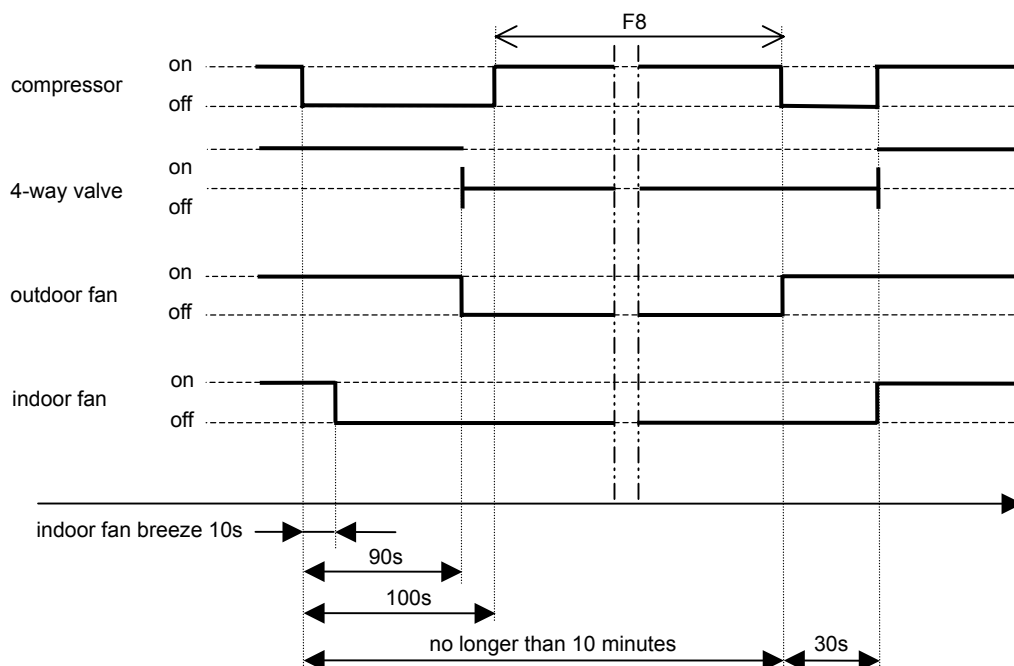 F8
on
compressor
off
on
4-way valve
off
on
outdoor fan
off
on
indoor fan
off
indoor fan breeze 10s
90s
100s
no longer than 10 minutes
30s